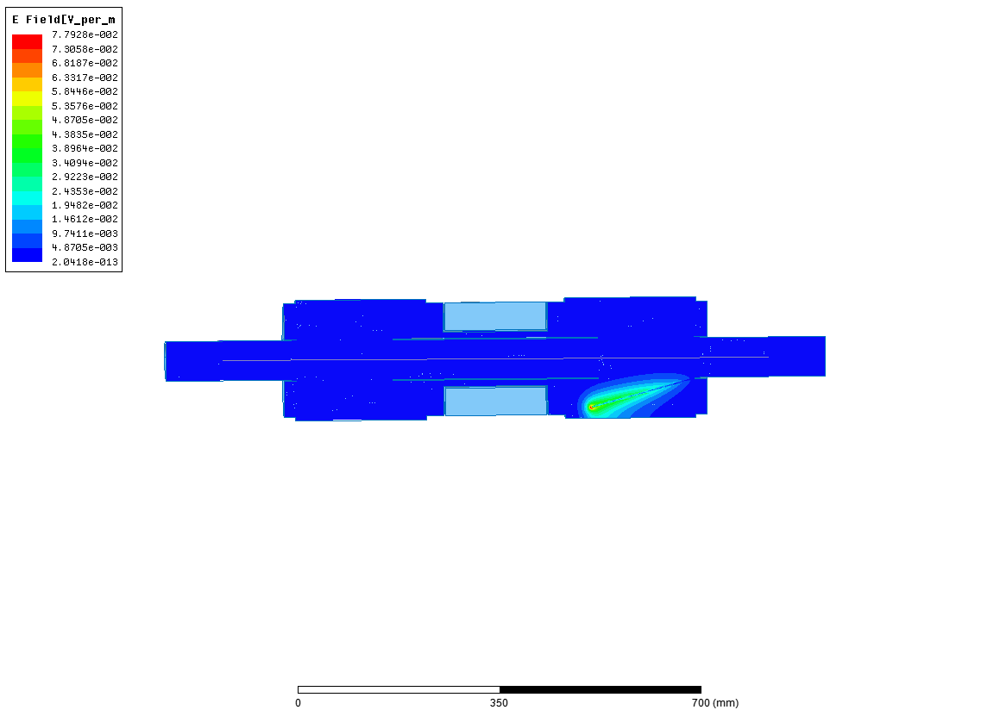 E Field[V_per_m
7.7928e-002
7.3058e-002
6.8187e-002
6.3317e-002
5.8446e-002
5.3576e-002
4.8705e-002
4.3835e-002
3.8964e-002
3.4094e-002
2.9223e-002
2.4353e-002
1.9482e-002
1.4612e-002
9.7411e-003
4.8705e-003
2.0418e-013
0 350 700 (mm)